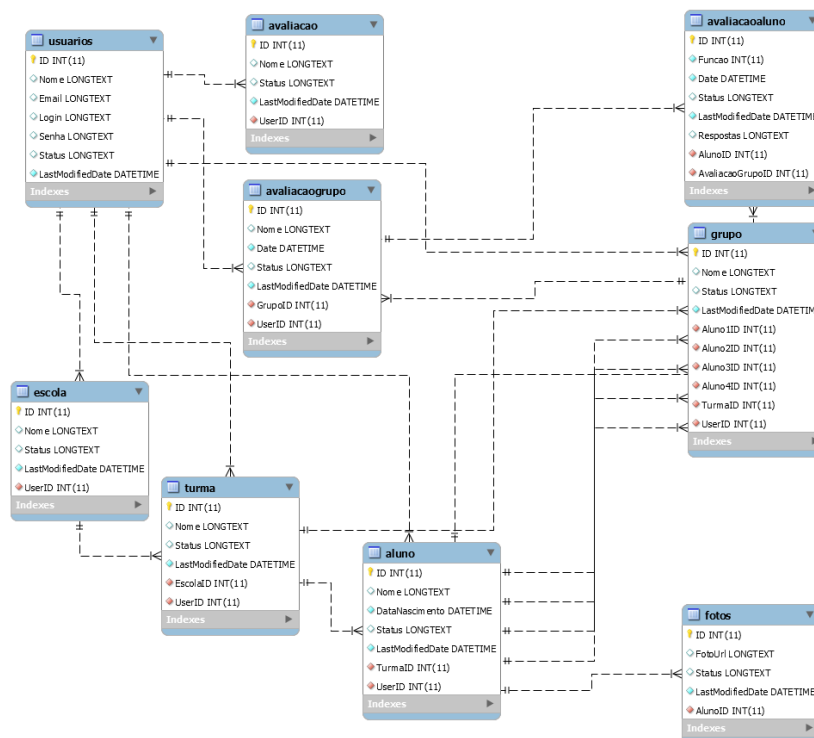 usuarios
ID INT(11)
Nome LONGTEXT
Email LONGTEXT
Login LONGTEXT
Senha LONGTEXT
Status LONGTEXT
LastModifiedDate DATETIME
Indexes
avaliacao
ID INT(11)
Nome LONGTEXT
Status LONGTEXT
LastModifiedDate DATETIME
UserID INT(11)
Indexes
avaliacaoaluno
ID INT(11)
Funcao INT(11)
Date DATETIME
Status LONGTEXT
LastModifiedDate DATETIME
Respostas LONGTEXT
AlunoID INT(11)
AvaliacaoGrupoID INT(11)
Indexes
avaliacaogrupo
ID INT(11)
Nome LONGTEXT
Date DATETIME
Status LONGTEXT
LastModifiedDate DATETIME
GrupoID INT(11)
UserID INT(11)
Indexes
grupo
ID INT(11)
Nome LONGTEXT
Status LONGTEXT
LastModifiedDate DATETIM
Aluno1ID INT(11)
Aluno2ID INT(11)
Aluno3ID INT(11)
Aluno4ID INT(11)
TurmaID INT(11)
UserID INT(11)
Indexes
escola
ID INT(11)
Nome LONGTEXT
Status LONGTEXT
LastModifiedDate DATETIME
UserID INT(11)
Indexes
turma
ID INT(11)
Nome LONGTEXT
Status LONGTEXT
LastModifiedDate DATETIME
EscolaID INT(11)
UserID INT(11)
Indexes
aluno
ID INT(11)
Nome LONGTEXT
DataNascimento DATETIME
Status LONGTEXT
LastModifiedDate DATETIME
TurmaID INT(11)
UserID INT(11)
Indexes
fotos
ID INT(11)
FotoUrl LONGTEXT
Status LONGTEXT
LastModifiedDate DATETIME
AlunoID INT(11)
Indexes